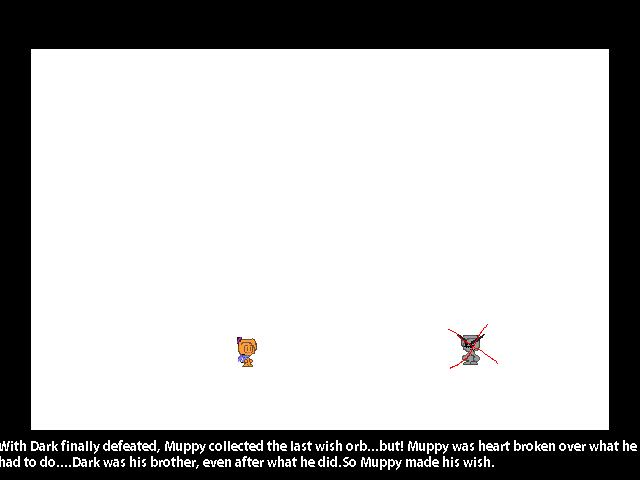 With Dark finally defeated, Muppy collected the last wish orb...but! Muppy was heart broken over what he
had to do....Dark was his brother, even after what he did.So Muppy made his wish.